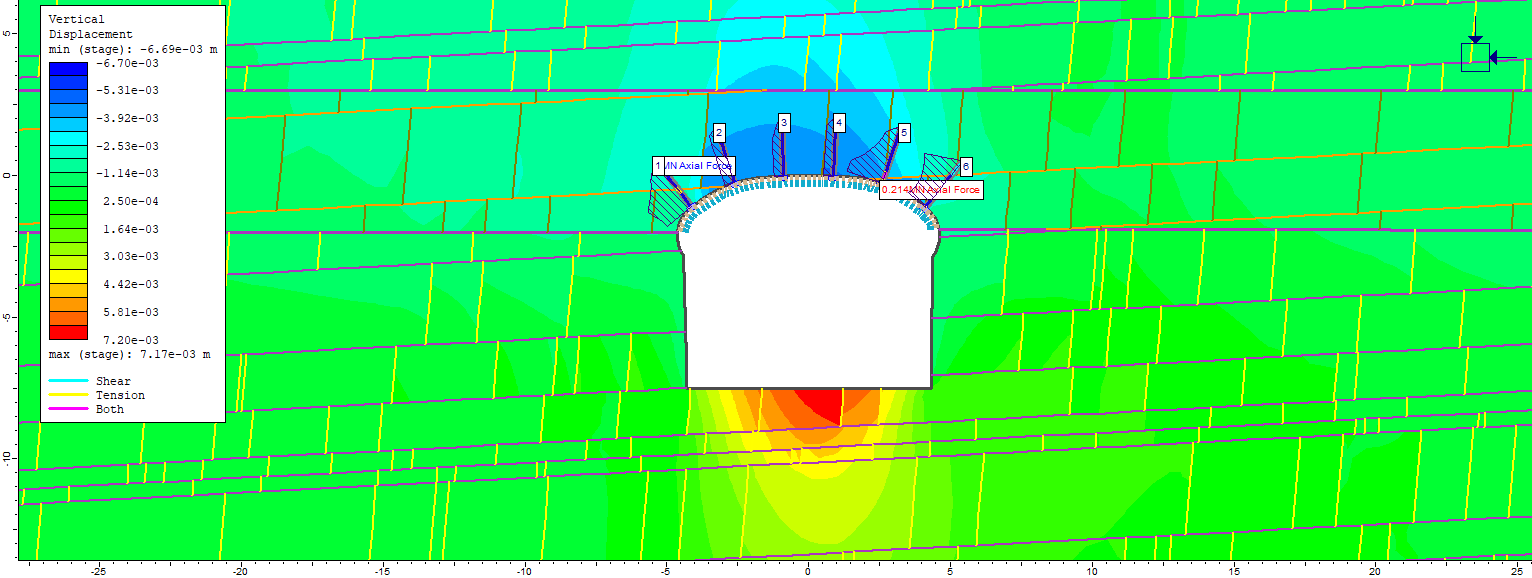 Vertical
Displacement
min (stage): -6.69e-03 m
-6.70e-03
-5.31e-03
-3.92e-03
-2.53e-03
-1.14e-03
2.50e-04
1.64e-03
3.03e-03
4.42e-03
5.81e-03
7.20e-03
max (stage): 7.17e-03 m
Shear
Tension
Both
2
3
4
5
6
1 MN Axial Force
0.214MN Axial Force
5
0
-5
-10
-25
-20
-15
-10
-5
0
5
10
15
20
25